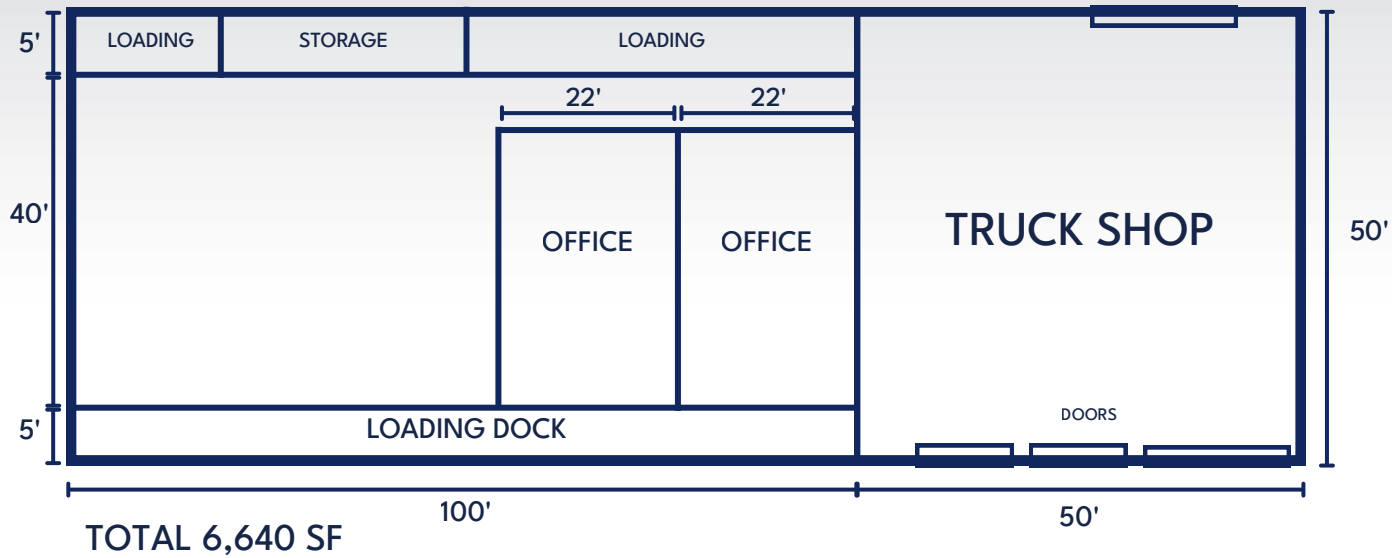 5'
LOADING
STORAGE
LOADING
22'
22'
40'
OFFICE
OFFICE
TRUCK SHOP
50'
DOORS
5'
LOADING DOCK
100'
50'
TOTAL 6,640 SF